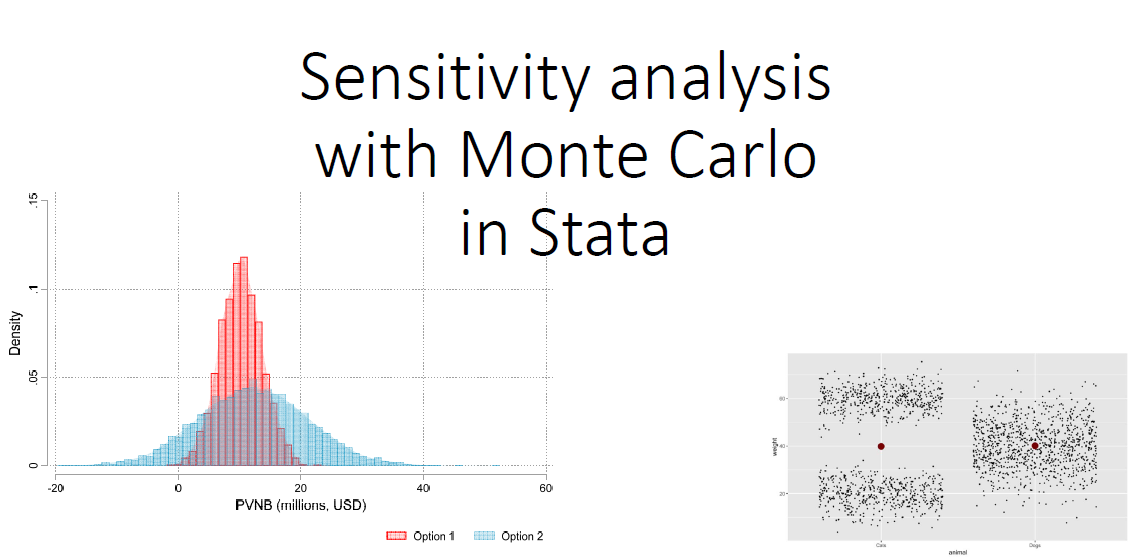 Sensitivity analysis
with Monte Carlo
in Stata
.15
.1
.05
0
Density
-20 0 20 40 60
PVNB (millions, USD)
Option 1 Option 2
60
40
20
weight
Cats Dogs
animal